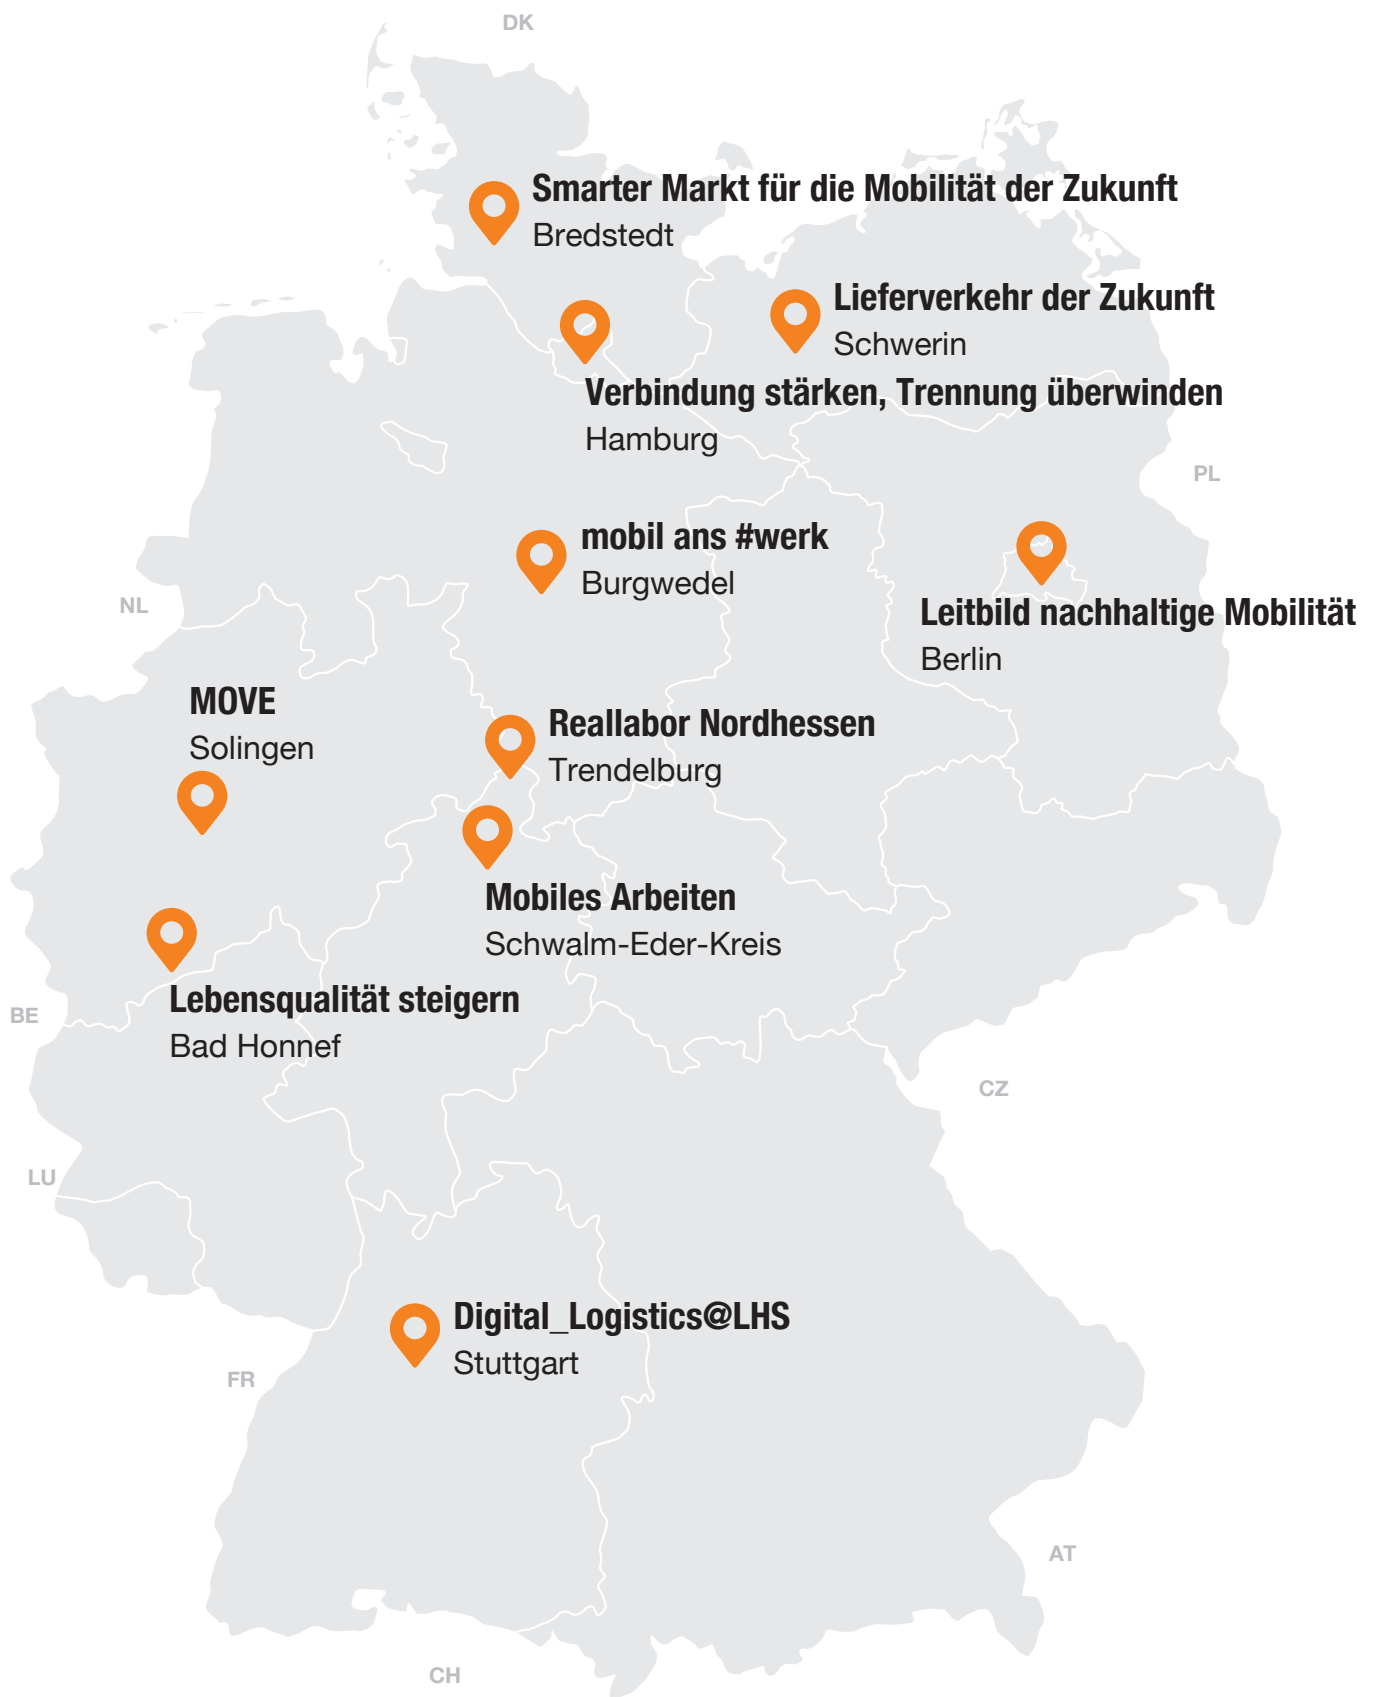 DK
Smarter Markt für die Mobilität der Zukunft
Bredstedt
Lieferverkehr der Zukunft
Schwerin
Verbindung stärken, Trennung überwinden
Hamburg
PL
mobil ans #werk
Burgwedel
NL
Leitbild nachhaltige Mobilität
Berlin
MOVE
Solingen
Reallabor Nordhessen
Trendelburg
Mobiles Arbeiten
Schwalm-Eder-Kreis
Lebensqualität steigern
Bad Honnef
BE
CZ
LU
Digital_Logistics@LHS
Stuttgart
FR
AT
CH